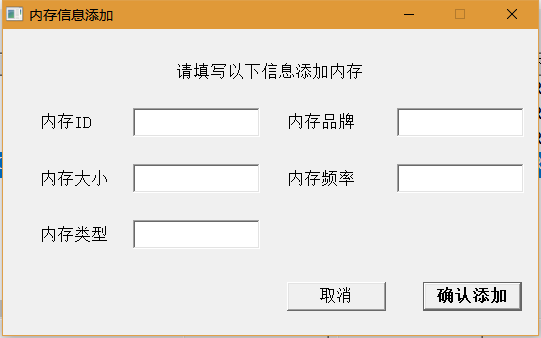 内存信息添加
请填写以下信息添加内存
内存ID 内存品牌
内存大小 内存频率
内存类型
取消 确认添加